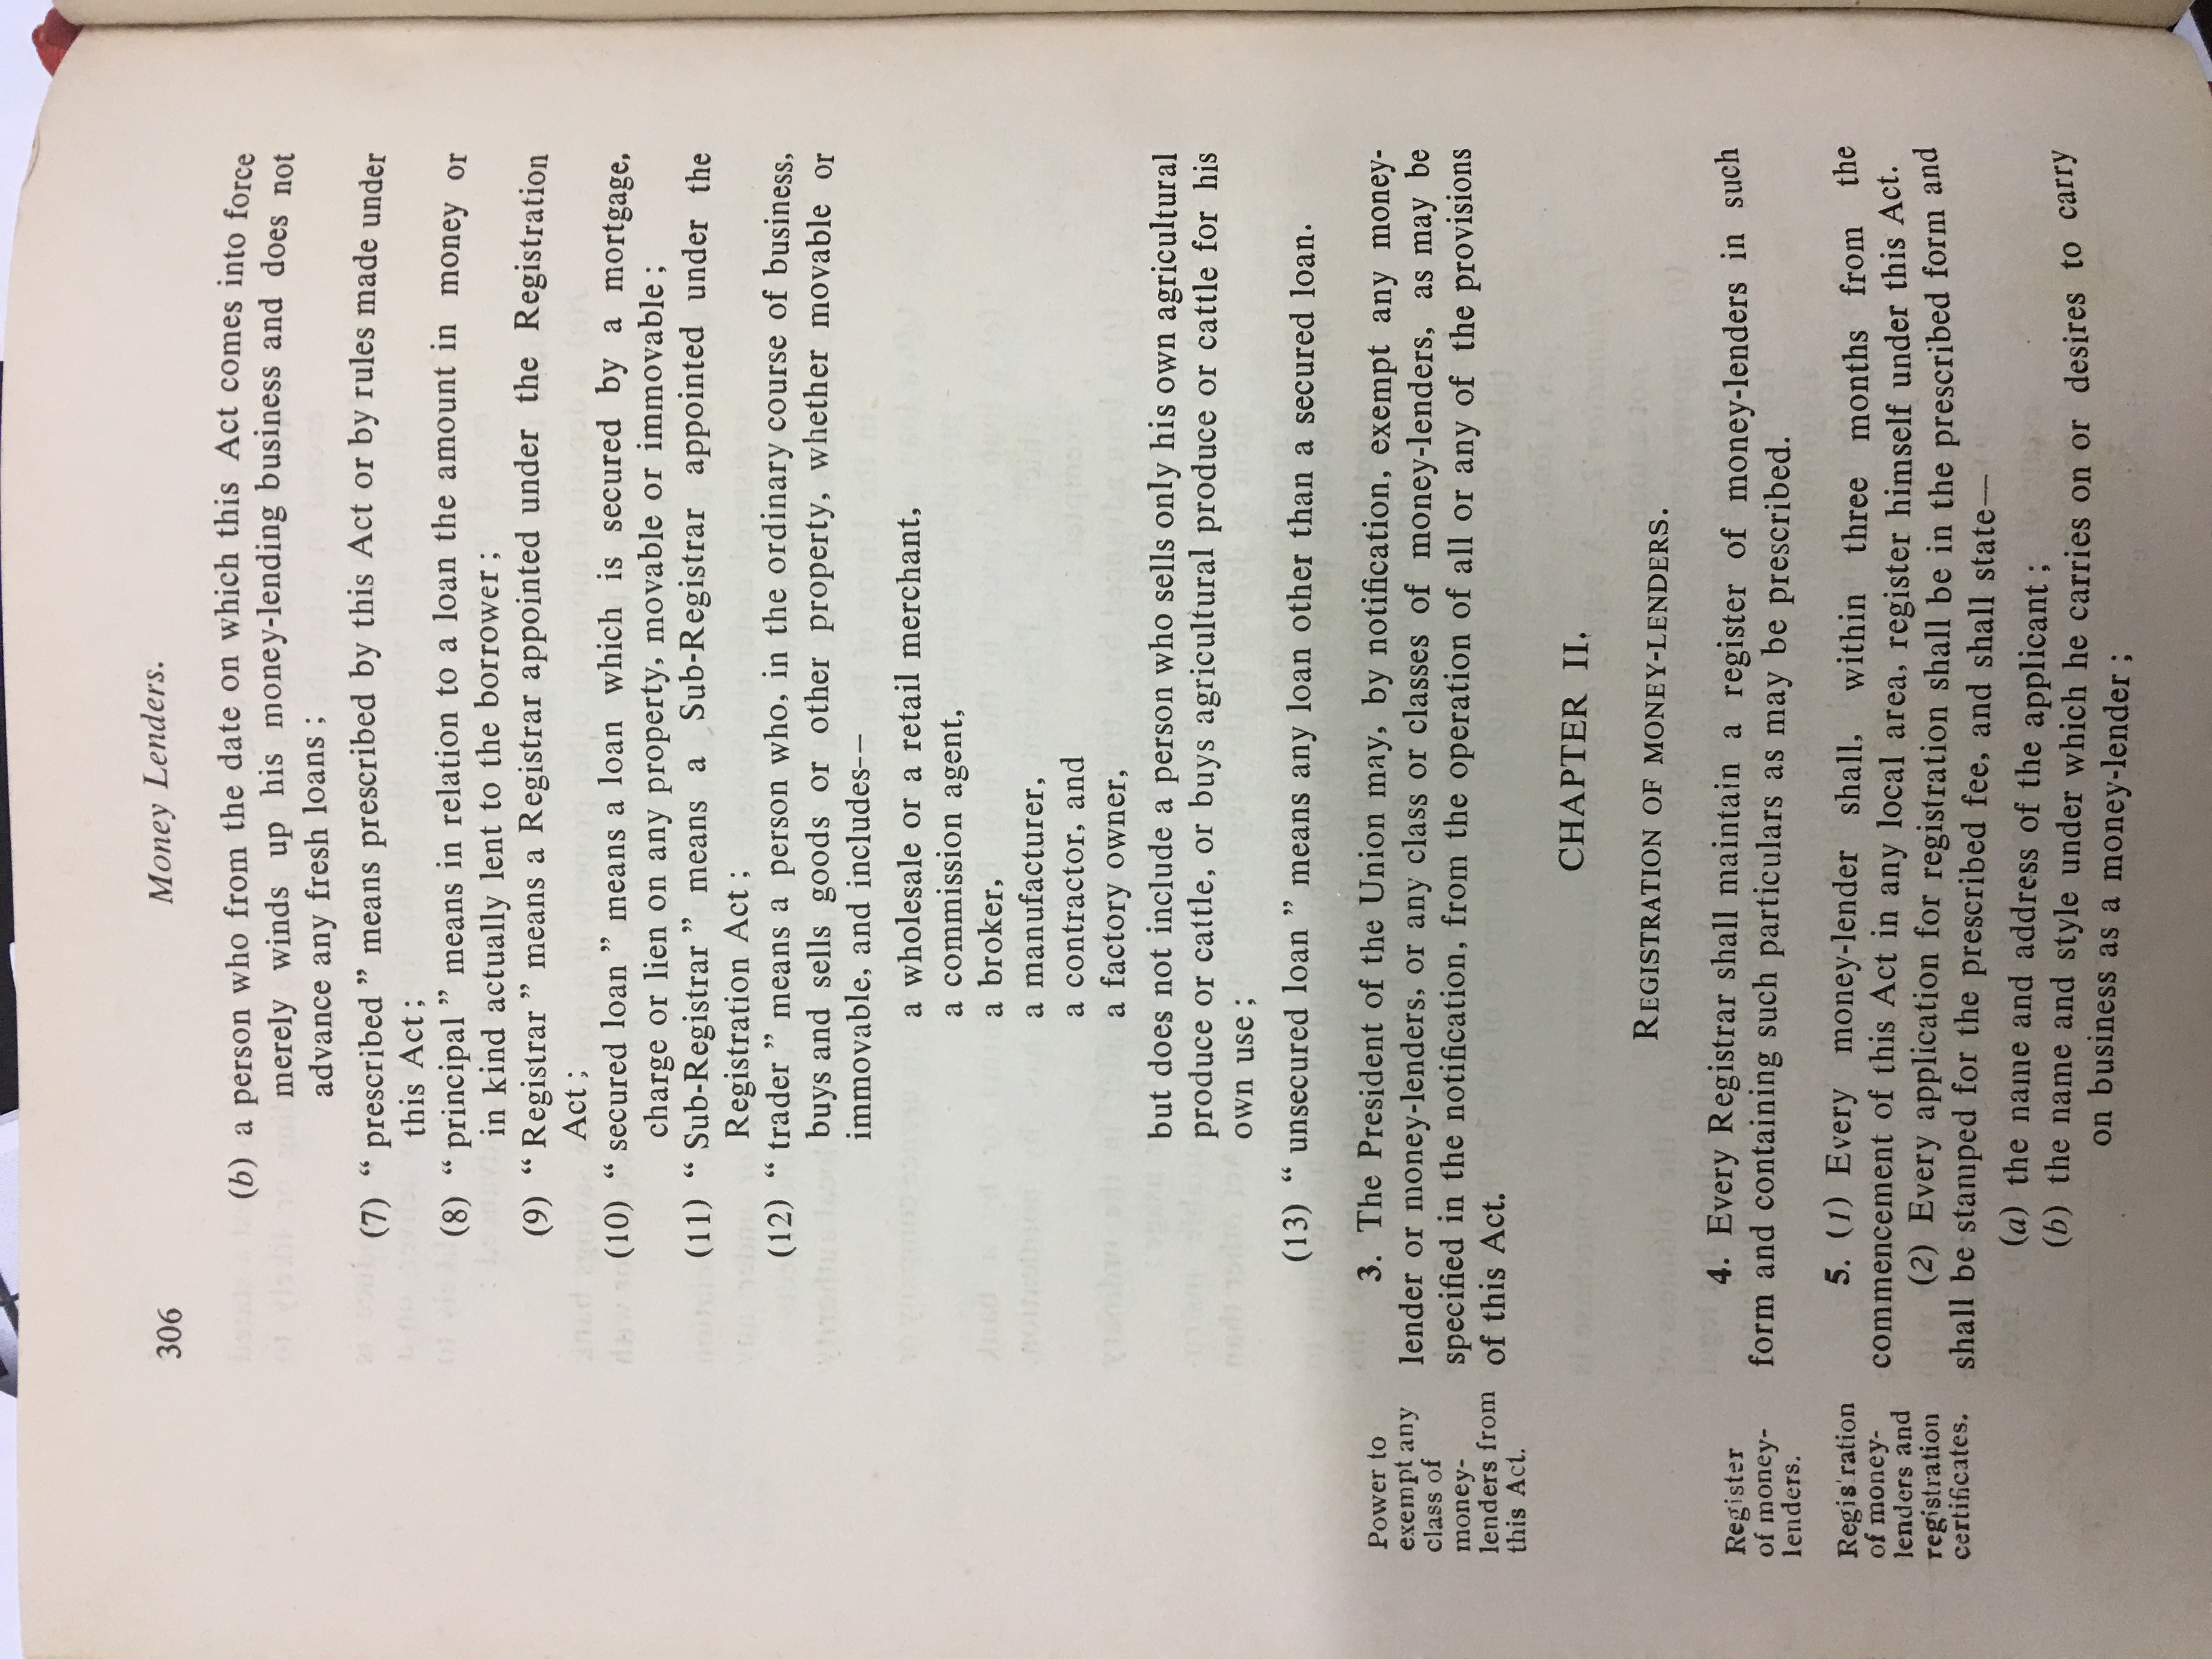 306
Money Lenders.
(b) a person who from the date on which this Act comes into force
merely winds up his money-lending business and does not
advance any fresh loans ;
(7) “ prescribed ” means prescribed by this Act or by rules made under
this Act ;
(8) “ principal ” means in relation to a loan the amount in money or
in kind actually lent to the borrower ;
(9) “ Registrar ” means a Registrar appointed under the Registration
Act ;
(10) “ secured loan ” means a loan which is secured by a mortgage,
charge or lien on any property, movable or immovable ;
(11) “ Sub-Registrar ” means a Sub-Registrar appointed under the
Registration Act ;
(12) “ trader ” means a person who, in the ordinary course of business,
buys and sells goods or other property, whether movable or
immovable, and includes--
a wholesale or a retail merchant,
a commission agent,
a broker,
a manufacturer,
a contractor, and
a factory owner,
but does not include a person who sells only his own agricultural
produce or cattle, or buys agricultural produce or cattle for his
own use ;
(13) “ unsecured loan ” means any loan other than a secured loan.
Power to
exempt any
class of
money-
lenders from
this Act.
3. The President of the Union may, by notification, exempt any money-
lender or money-lenders, or any class or classes of money-lenders, as may be
specified in the notification, from the operation of all or any of the provisions
of this Act.
CHAPTER II.
REGISTRATION OF MONEY-LENDERS.
Register
of money-
lenders.
4. Every Registrar shall maintain a register of money-lenders in such
form and containing such particulars as may be prescribed.
Regis'ration
of money-
lenders and
registration
certificates.
5. (1) Every money-lender shall, within three months from the
commencement of this Act in any local area, register himself under this Act.
(2) Every application for registration shall be in the prescribed form and
shall be stamped for the prescribed fee, and shall state—
(a) the name and address of the applicant ;
(b) the name and style under which he carries on or desires to carry
on business as a money-lender ;